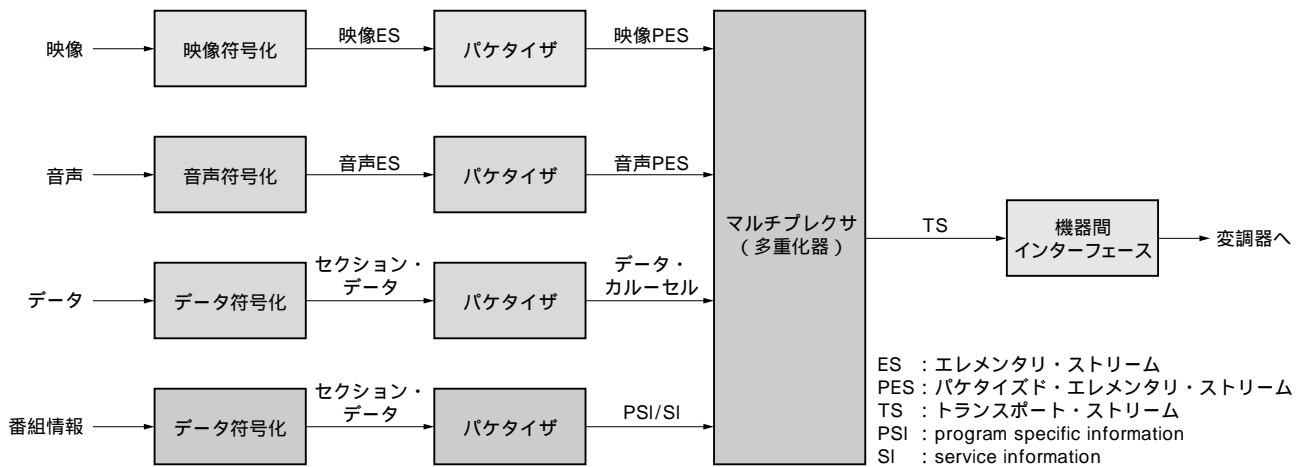 映像
映像符号化
映像ES
パケタイザ
映像PES
音声
音声符号化
音声ES
パケタイザ
音声PES
データ
データ符号化
セクション・
データ
パケタイザ
データ・
カルーセル
番組情報
データ符号化
セクション・
データ
パケタイザ
PSI/SI
マルチプレクサ
(多重化器)
TS
機器間
インターフェース
変調器へ
ES :エレメンタリ・ストリーム
PES:パケタイズド・エレメンタリ・ストリーム
TS :トランスポート・ストリーム
PSI :program specific information
SI :service information